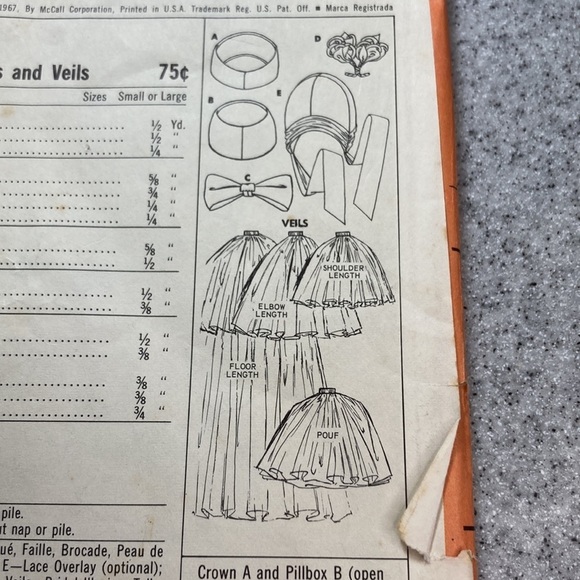 1967, By McCall Corporation, Printed in U.S.A. Trademark Reg. U.S. Pat. Off. ■ Marca Registrada
s and Veils 75¢
Sizes Small or Large
½ Yd.
½ "
¼ "
⅝ "
¾ "
¼ "
¼ "
⅝ "
½ "
½ "
⅜ "
½ "
⅜ "
⅜ "
⅜ "
¾ "
pile.
ut nap or pile.
ué, Faille, Brocade, Peau de
E—Lace Overlay (optional);
A
D
B
E
C
VEILS
SHOULDER
LENGTH
ELBOW
LENGTH
FLOOR
LENGTH
POUF
Crown A and Pillbox B (open